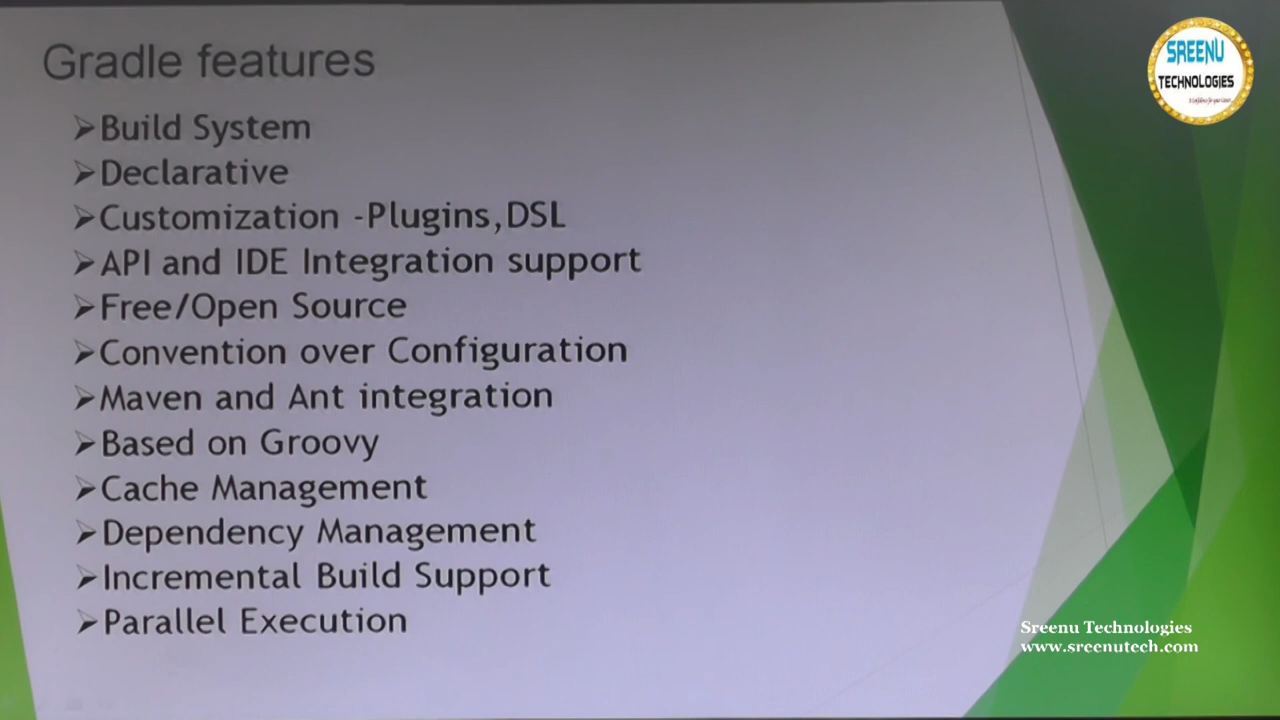 Gradle features
➢Build System
➢Declarative
➢Customization -Plugins,DSL
➢API and IDE Integration support
➢Free/Open Source
➢Convention over Configuration
➢Maven and Ant integration
➢Based on Groovy
➢Cache Management
➢Dependency Management
➢Incremental Build Support
➢Parallel Execution
SREENU
TECHNOLOGIES
Sreenu Technologies
www.sreenutech.com